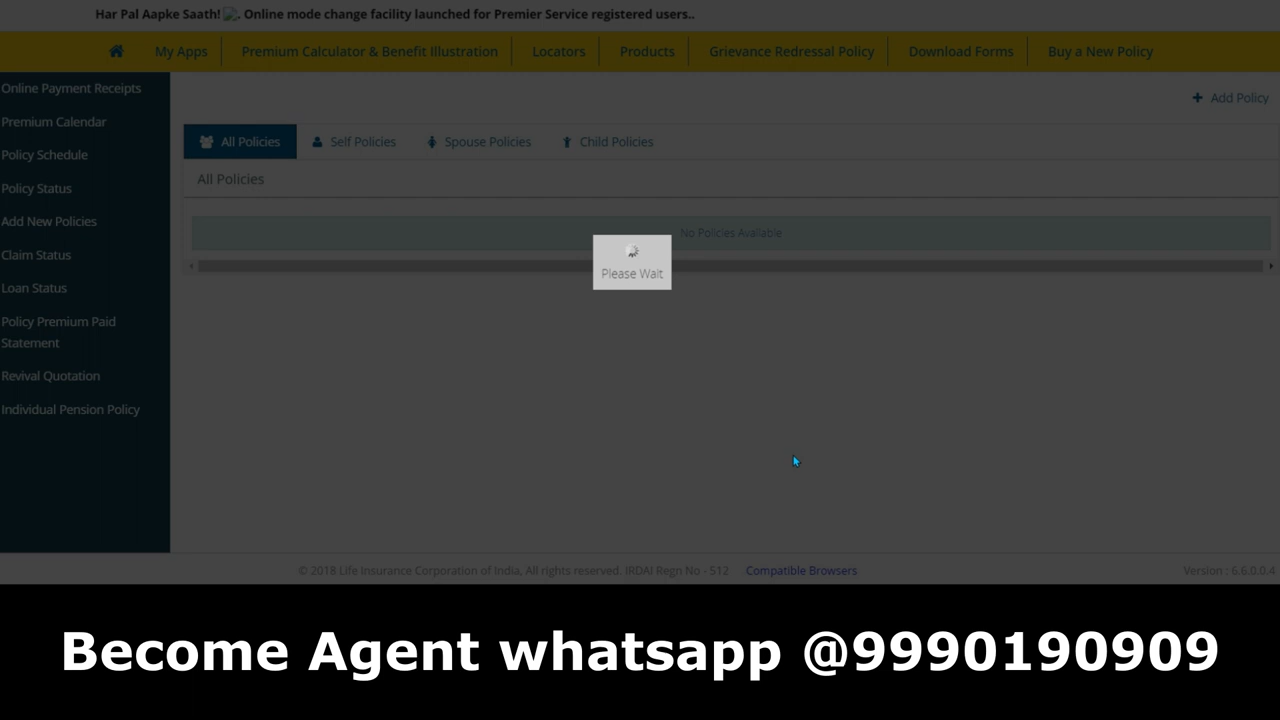 Har Pal Aapke Saath! . Online mode change facility launched for Premier Service registered users..
My Apps Premium Calculator & Benefit Illustration Locators Products Grievance Redressal Policy Download Forms Buy a New Policy
Online Payment Receipts
Premium Calendar
Policy Schedule
Policy Status
Add New Policies
Claim Status
Loan Status
Policy Premium Paid
Statement
Revival Quotation
Individual Pension Policy
+ Add Policy
All Policies Self Policies Spouse Policies Child Policies
All Policies
No Policies Available
Please Wait
© 2018 Life Insurance Corporation of India, All rights reserved. IRDAI Regn No - 512 Compatible Browsers Version : 6.6.0.0.4
Become Agent whatsapp @9990190909